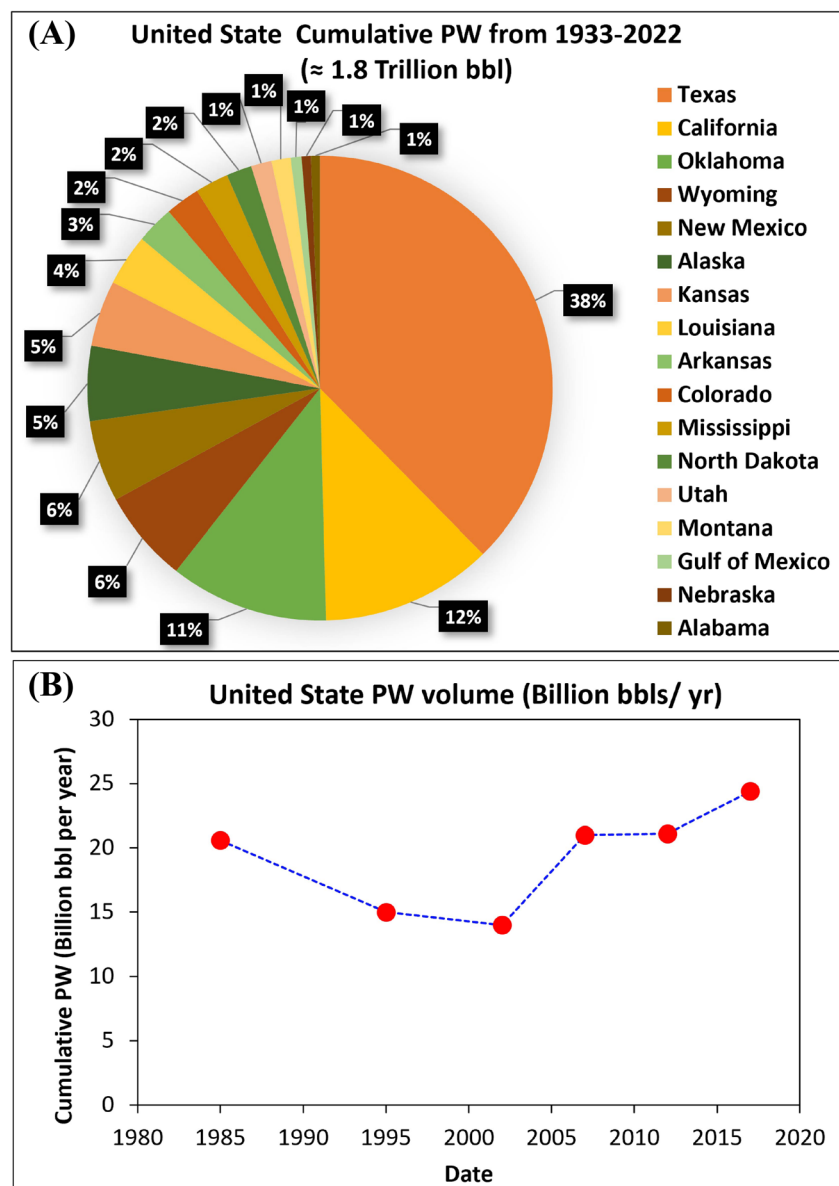 (A)
United State Cumulative PW from 1933-2022
(≈ 1.8 Trillion bbl)
1%
1%
1%
1%
1%
2%
2%
2%
3%
4%
5%
5%
6%
6%
11%
12%
38%
Texas
California
Oklahoma
Wyoming
New Mexico
Alaska
Kansas
Louisiana
Arkansas
Colorado
Mississippi
North Dakota
Utah
Montana
Gulf of Mexico
Nebraska
Alabama
(B)
United State PW volume (Billion bbls/ yr)
Cumulative PW (Billion bbl per year)
30
25
20
15
10
5
0
1980
1985
1990
1995
2000
2005
2010
2015
2020
Date